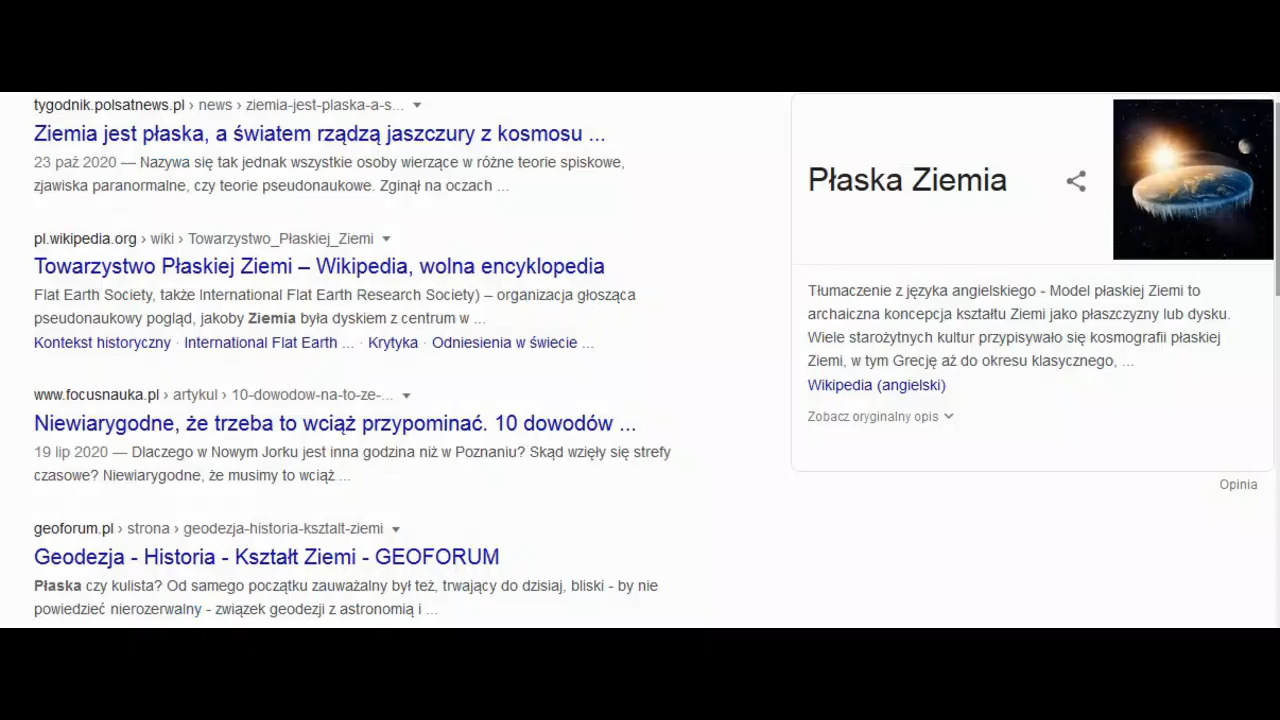 tygodnik.polsatnews.pl › news › ziemia-jest-plaska-a-s...
Ziemia jest płaska, a światem rządzą jaszczury z kosmosu ...
23 paź 2020 — Nazywa się tak jednak wszystkie osoby wierzące w różne teorie spiskowe,
zjawiska paranormalne, czy teorie pseudonaukowe. Zginął na oczach ...
pl.wikipedia.org › wiki › Towarzystwo_Płaskiej_Ziemi
Towarzystwo Płaskiej Ziemi – Wikipedia, wolna encyklopedia
Flat Earth Society, także International Flat Earth Research Society) – organizacja głosząca
pseudonaukowy pogląd, jakoby Ziemia była dyskiem z centrum w ...
Kontekst historyczny · International Flat Earth ... · Krytyka · Odniesienia w świecie ...
www.focusnauka.pl › artykul › 10-dowodow-na-to-ze-...
Niewiarygodne, że trzeba to wciąż przypominać. 10 dowodów ...
19 lip 2020 — Dlaczego w Nowym Jorku jest inna godzina niż w Poznaniu? Skąd wzięły się strefy
czasowe? Niewiarygodne, że musimy to wciąż ...
geoforum.pl › strona › geodezja-historia-ksztalt-ziemi
Geodezja - Historia - Kształt Ziemi - GEOFORUM
Płaska czy kulista? Od samego początku zauważalny był też, trwający do dzisiaj, bliski - by nie
powiedzieć nierozerwalny - związek geodezji z astronomią i ...
Płaska Ziemia
Tłumaczenie z języka angielskiego - Model płaskiej Ziemi to
archaiczna koncepcja kształtu Ziemi jako płaszczyzny lub dysku.
Wiele starożytnych kultur przypisywało się kosmografii płaskiej
Ziemi, w tym Grecję aż do okresu klasycznego, ...
Wikipedia (angielski)
Zobacz oryginalny opis
Opinia